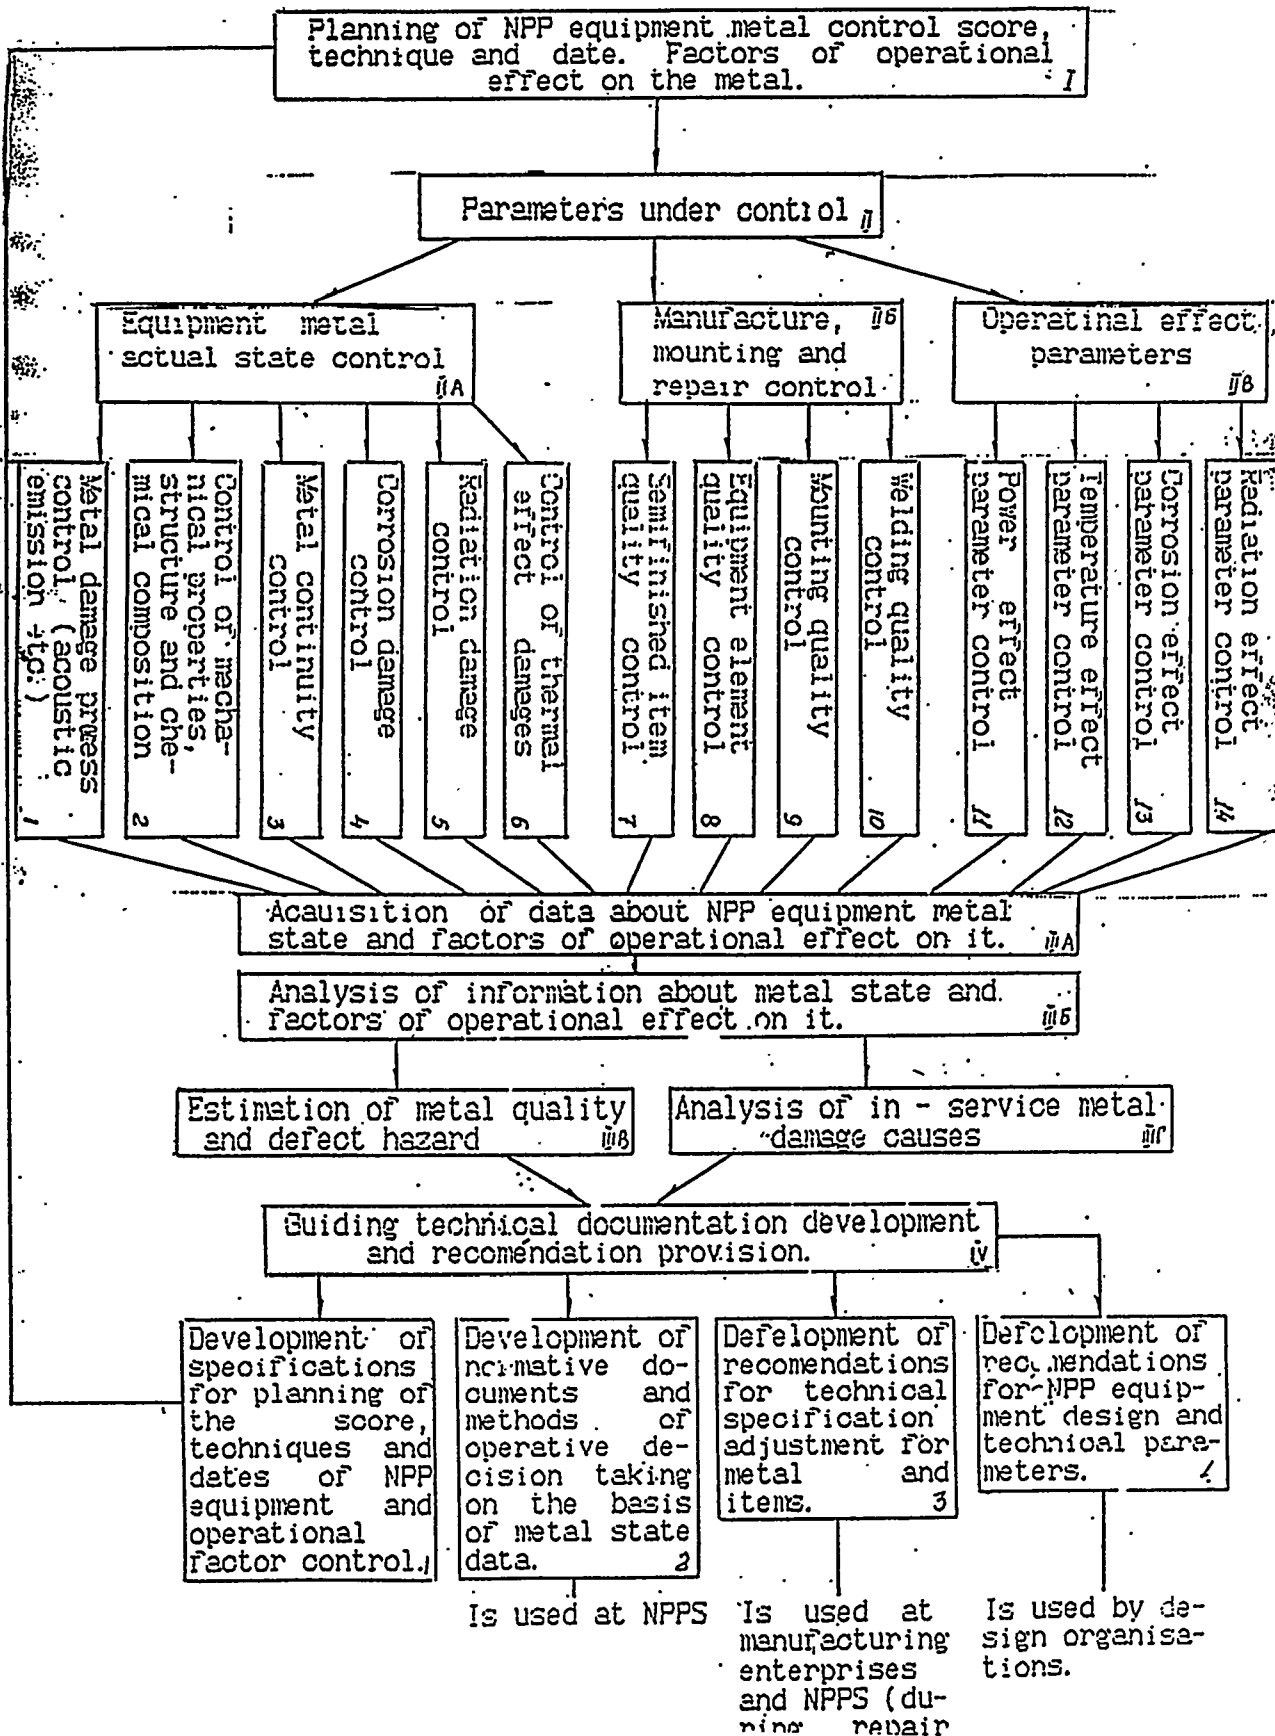 Planning of NPP equipment metal control score,
technique and date. Factors of operational
effect on the metal.
I
Parameters under control
II
Equipment metal
actual state control
IIA
Manufacture,
mounting and
repair control
IIБ
Operatinal effect
parameters
IIB
Metal damage process
control (acoustic
emission etc.)
1
Control of mecha-
nical properties,
structure and che-
mical composition
2
Metal continuity
control
3
Corrosion damage
control
4
Radiation damage
control
5
Control of thermal
effect damages
6
Semifinished item
quality control
7
Equipment element
quality control
8
Mounting quality
control
9
Welding quality
control
10
Power effect
parameter control
11
Temperature effect
parameter control
12
Corrosion effect
parameter control
13
Radiation effect
parameter control
14
Acquisition of data about NPP equipment metal
state and factors of operational effect on it.
IIIA
Analysis of information about metal state and
factors of operational effect on it.
IIIБ
Estimation of metal quality
and defect hazard
IIIB
Analysis of in - service metal
damage causes
IIIГ
Guiding technical documentation development
and recomendation provision.
IV
Development of
specifications
for planning of
the score,
techniques and
dates of NPP
equipment and
operational
factor control.
1
Development of
normative do-
cuments and
methods of
operative de-
cision taking
on the basis
of metal state
data.
2
Defelopment of
recomendations
for technical
specification
adjustment for
metal and
items.
3
Defelopment of
recomendations
for NPP equip-
ment design and
technical para-
meters.
Is used at NPPS
Is used at
manufacturing
enterprises
and NPPS (du-
ring repair
Is used by de-
sign organisa-
tions.